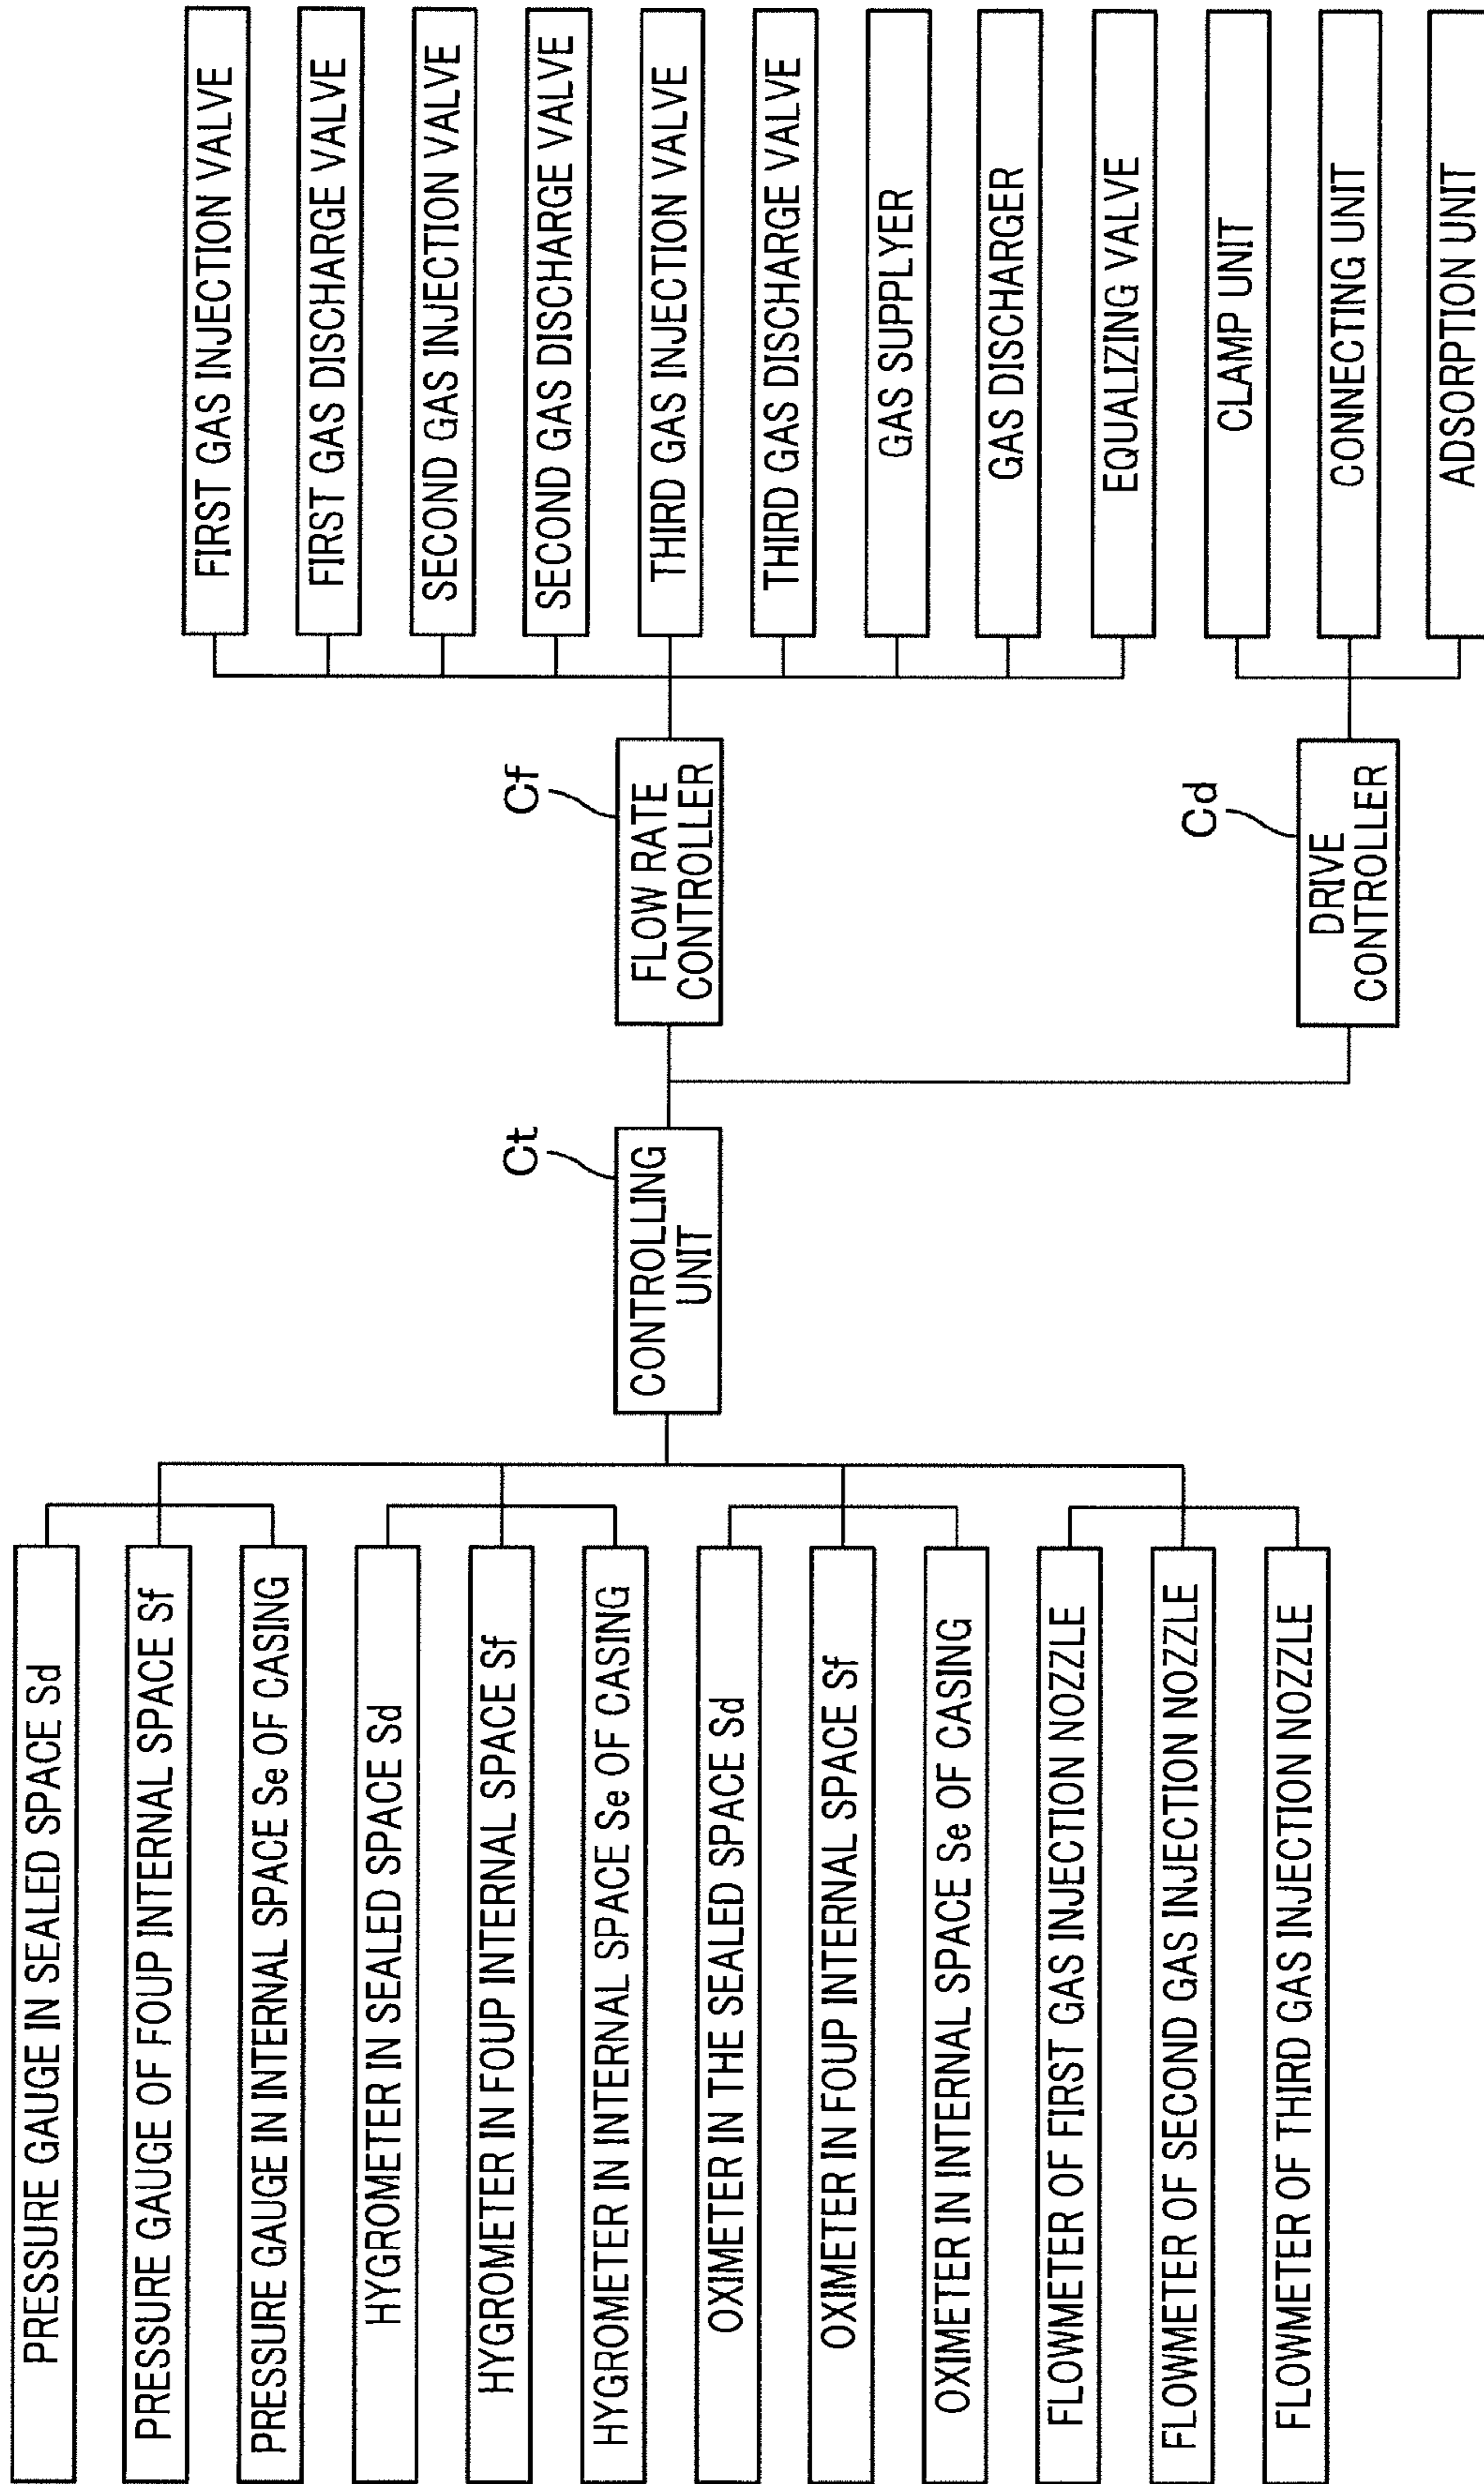 PRESSURE GAUGE IN SEALED SPACE Sd
PRESSURE GAUGE OF FOUP INTERNAL SPACE Sf
PRESSURE GAUGE IN INTERNAL SPACE Se OF CASING
HYGROMETER IN SEALED SPACE Sd
HYGROMETER IN FOUP INTERNAL SPACE Sf
HYGROMETER IN INTERNAL SPACE Se OF CASING
OXIMETER IN THE SEALED SPACE Sd
OXIMETER IN FOUP INTERNAL SPACE Sf
OXIMETER IN INTERNAL SPACE Se OF CASING
FLOWMETER OF FIRST GAS INJECTION NOZZLE
FLOWMETER OF SECOND GAS INJECTION NOZZLE
FLOWMETER OF THIRD GAS INJECTION NOZZLE
Ct
CONTROLLING
UNIT
Cf
FLOW RATE
CONTROLLER
Cd
DRIVE
CONTROLLER
FIRST GAS INJECTION VALVE
FIRST GAS DISCHARGE VALVE
SECOND GAS INJECTION VALVE
SECOND GAS DISCHARGE VALVE
THIRD GAS INJECTION VALVE
THIRD GAS DISCHARGE VALVE
GAS SUPPLYER
GAS DISCHARGER
EQUALIZING VALVE
CLAMP UNIT
CONNECTING UNIT
ADSORPTION UNIT